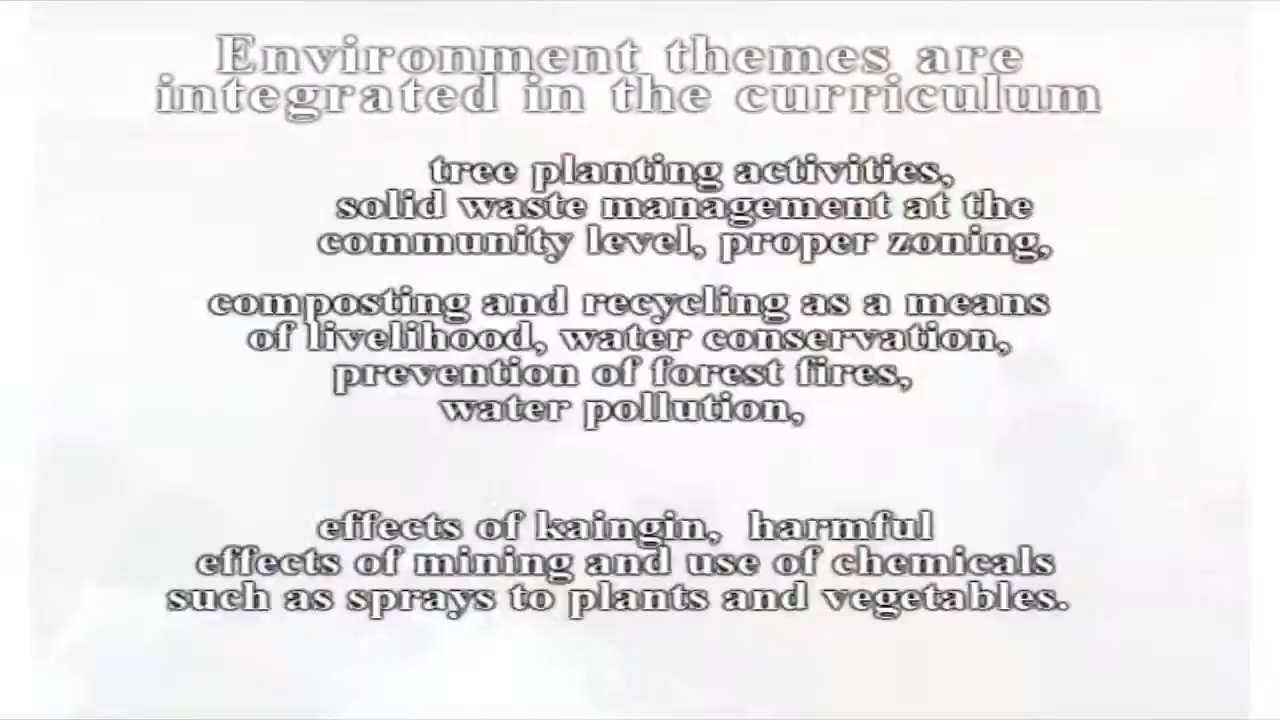 Environment themes are
integrated in the curriculum
tree planting activities,
solid waste management at the
community level, proper zoning,
composting and recycling as a means
of livelihood, water conservation,
prevention of forest fires,
water pollution,
effects of kaingin, harmful
effects of mining and use of chemicals
such as sprays to plants and vegetables.